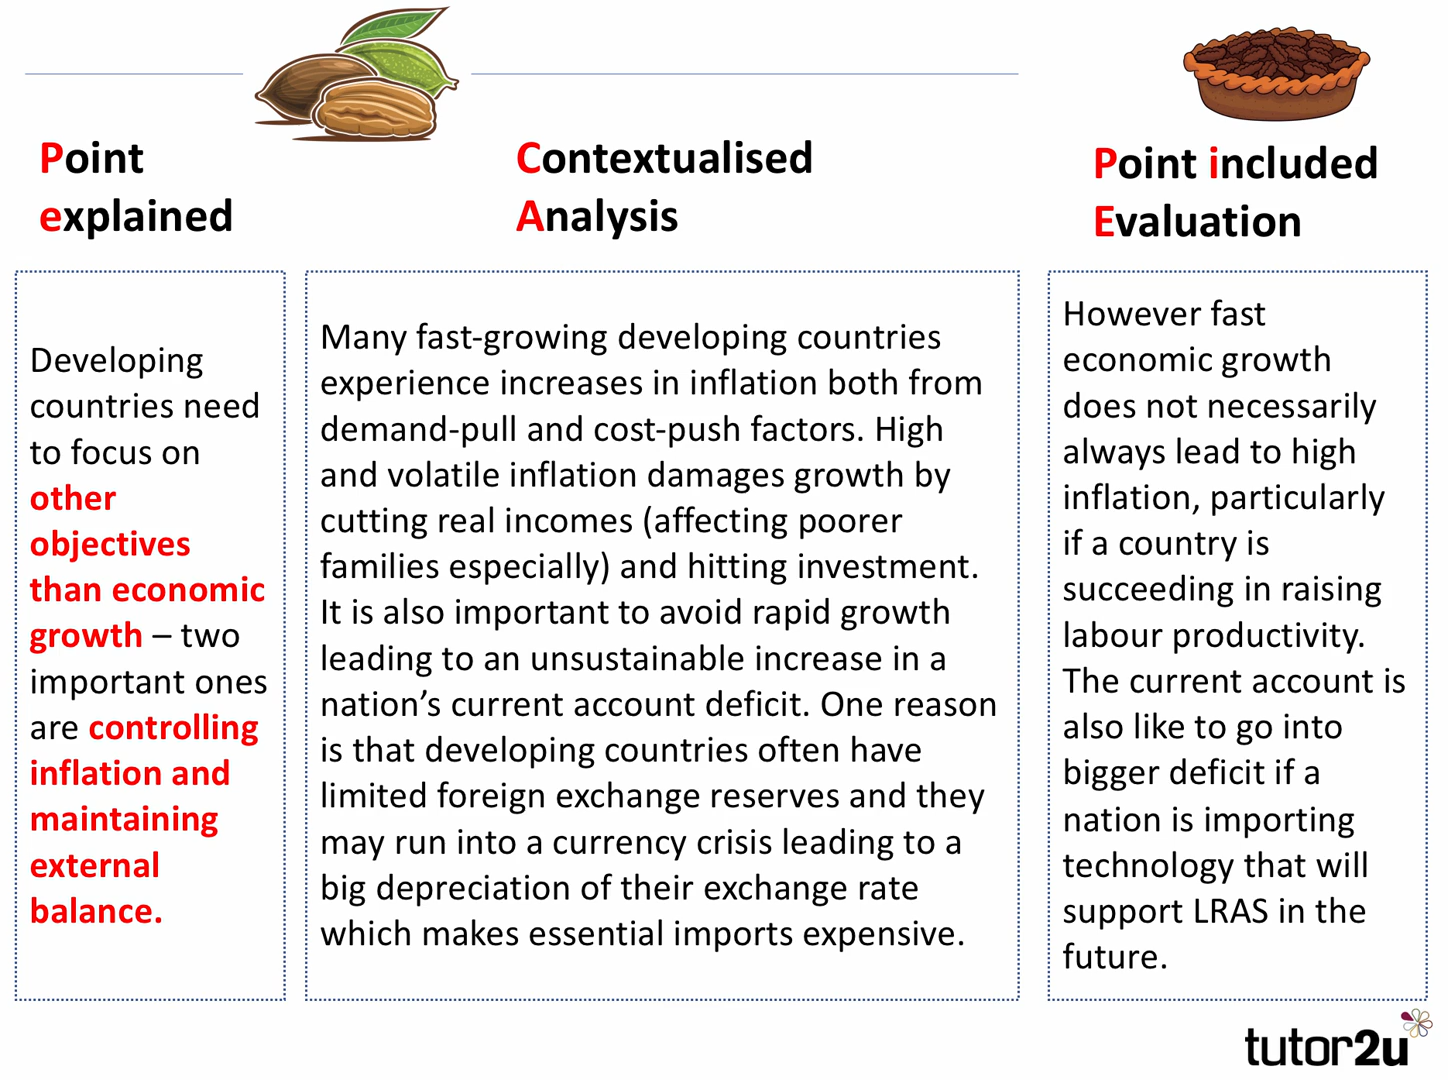 Point
explained
Contextualised
Analysis
Point included
Evaluation
Developing
countries need
to focus on
other
objectives
than economic
growth – two
important ones
are controlling
inflation and
maintaining
external
balance.
Many fast-growing developing countries
experience increases in inflation both from
demand-pull and cost-push factors. High
and volatile inflation damages growth by
cutting real incomes (affecting poorer
families especially) and hitting investment.
It is also important to avoid rapid growth
leading to an unsustainable increase in a
nation’s current account deficit. One reason
is that developing countries often have
limited foreign exchange reserves and they
may run into a currency crisis leading to a
big depreciation of their exchange rate
which makes essential imports expensive.
However fast
economic growth
does not necessarily
always lead to high
inflation, particularly
if a country is
succeeding in raising
labour productivity.
The current account is
also like to go into
bigger deficit if a
nation is importing
technology that will
support LRAS in the
future.
tutor2u